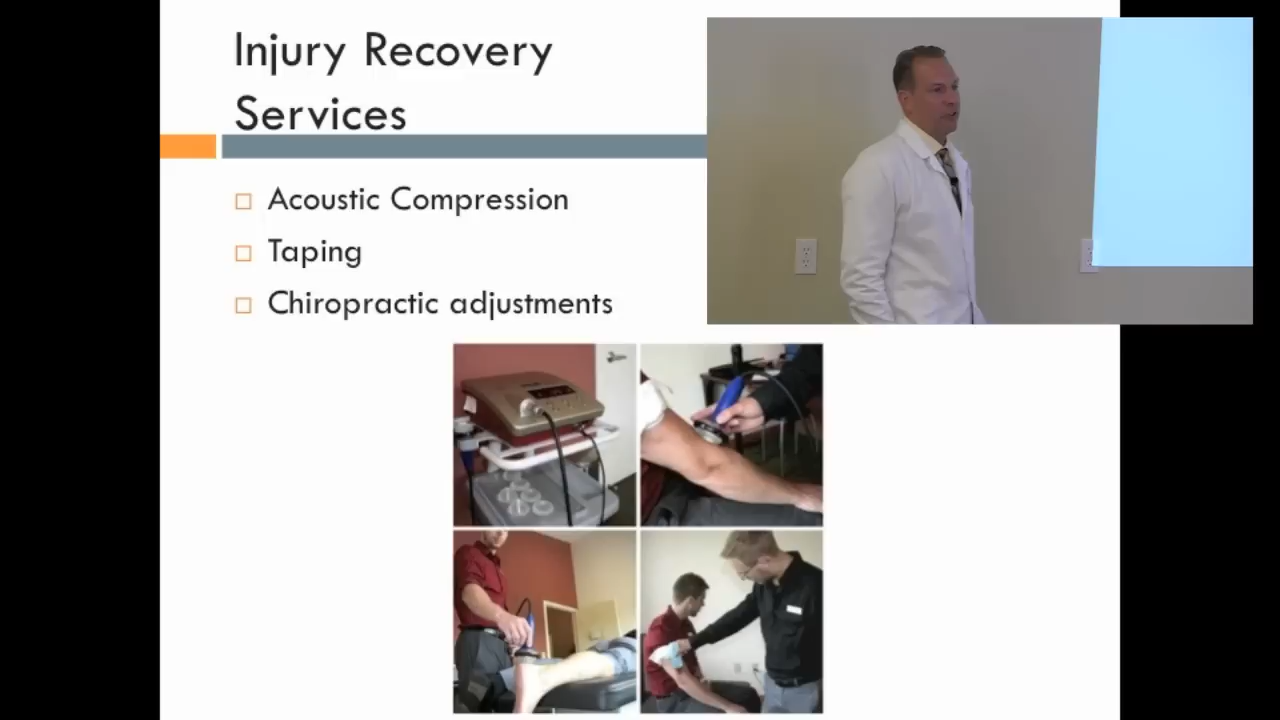 Injury Recovery
Services
Acoustic Compression
Taping
Chiropractic adjustments